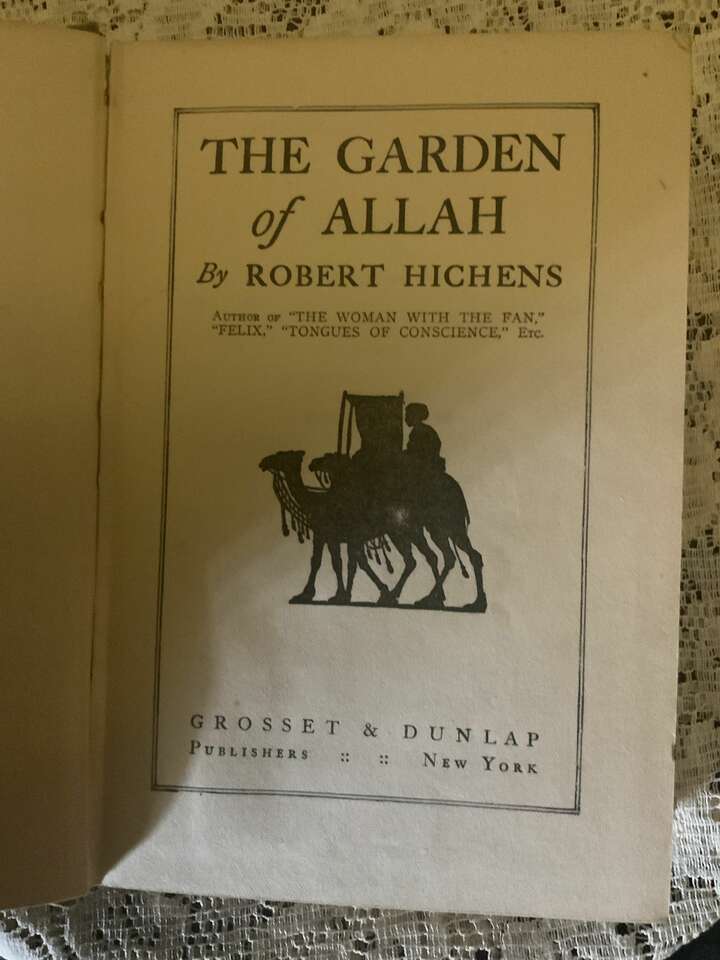 THE GARDEN
of ALLAH
By ROBERT HICHENS
AUTHOR OF "THE WOMAN WITH THE FAN,"
"FELIX," "TONGUES OF CONSCIENCE," ETC.
GROSSET & DUNLAP
PUBLISHERS :: :: NEW YORK